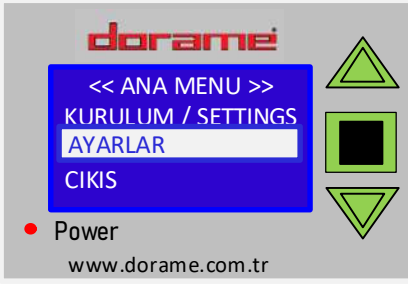 dorame
<< ANA MENU >>
KURULUM / SETTINGS
AYARLAR
CIKIS
Power
www.dorame.com.tr